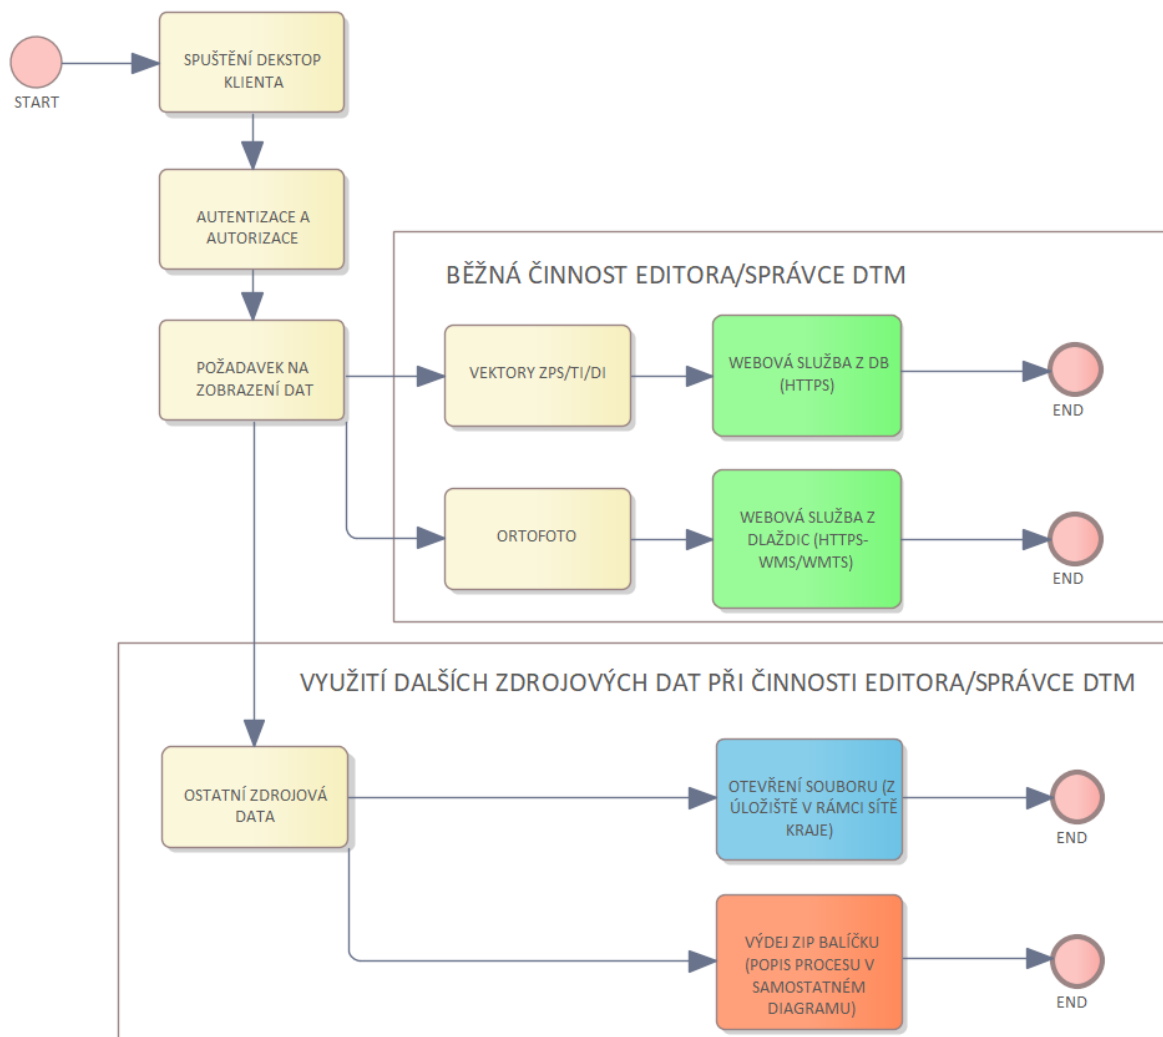 SPUŠTĚNÍ DEKSTOP
KLIENTA
START
AUTENTIZACE A
AUTORIZACE
BĚŽNÁ ČINNOST EDITORA/SPRÁVCE DTM
POŽADAVEK NA
ZOBRAZENÍ DAT
VEKTORY ZPS/TI/DI
WEBOVÁ SLUŽBA Z DB
(HTTPS)
END
ORTOFOTO
WEBOVÁ SLUŽBA Z
DLAŽDIC (HTTPS-
WMS/WMTS)
END
VYUŽITÍ DALŠÍCH ZDROJOVÝCH DAT PŘI ČINNOSTI EDITORA/SPRÁVCE DTM
OSTATNÍ ZDROJOVÁ
DATA
OTEVŘENÍ SOUBORU (Z
ÚLOŽIŠTĚ V RÁMCI SÍTĚ
KRAJE)
END
VÝDEJ ZIP BALÍČKU
(POPIS PROCESU V
SAMOSTATNÉM
DIAGRAMU)
END